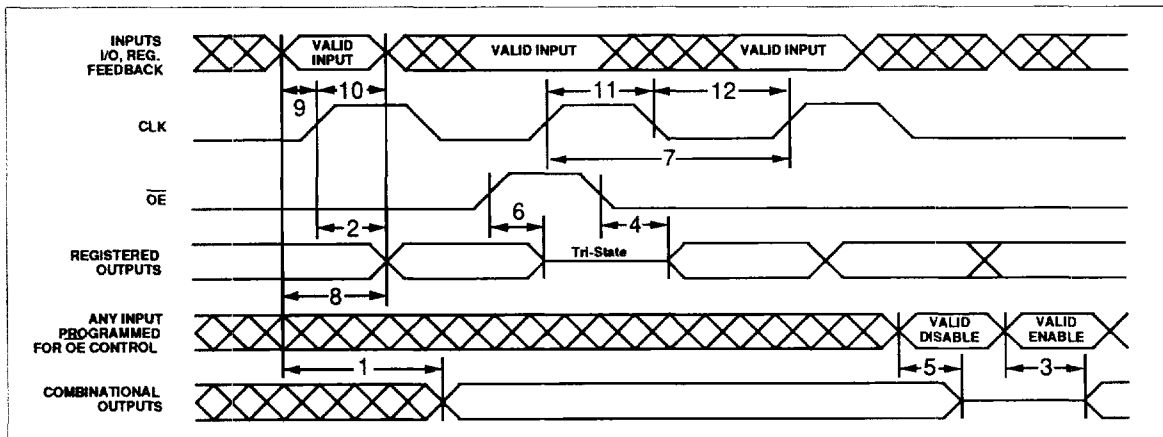 INPUTS
I/O, REG.
FEEDBACK
VALID
INPUT
VALID INPUT
VALID INPUT
9
10
11
12
CLK
7
OE
6
4
2
REGISTERED
OUTPUTS
Tri-State
8
ANY INPUT
PROGRAMMED
FOR OE CONTROL
VALID
DISABLE
VALID
ENABLE
1
5
3
COMBINATIONAL
OUTPUTS